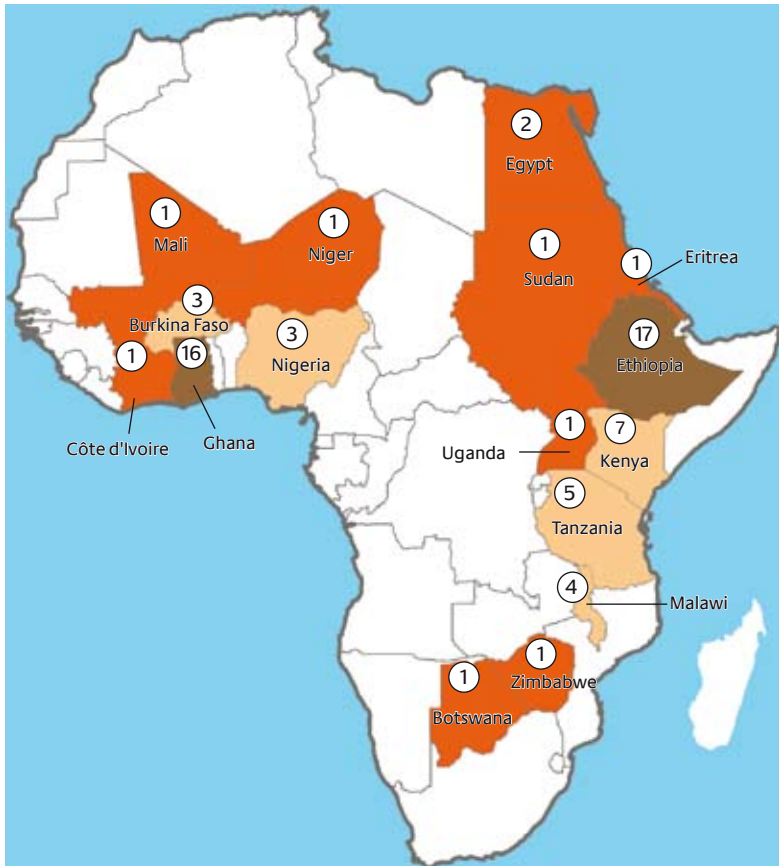 2
Egypt
1
Mali
1
Niger
1
Sudan
1
Eritrea
3
Burkina Faso
3
Nigeria
17
Ethiopia
1
Côte d'Ivoire
16
Ghana
1
Uganda
7
Kenya
5
Tanzania
4
Malawi
1
Zimbabwe
1
Botswana